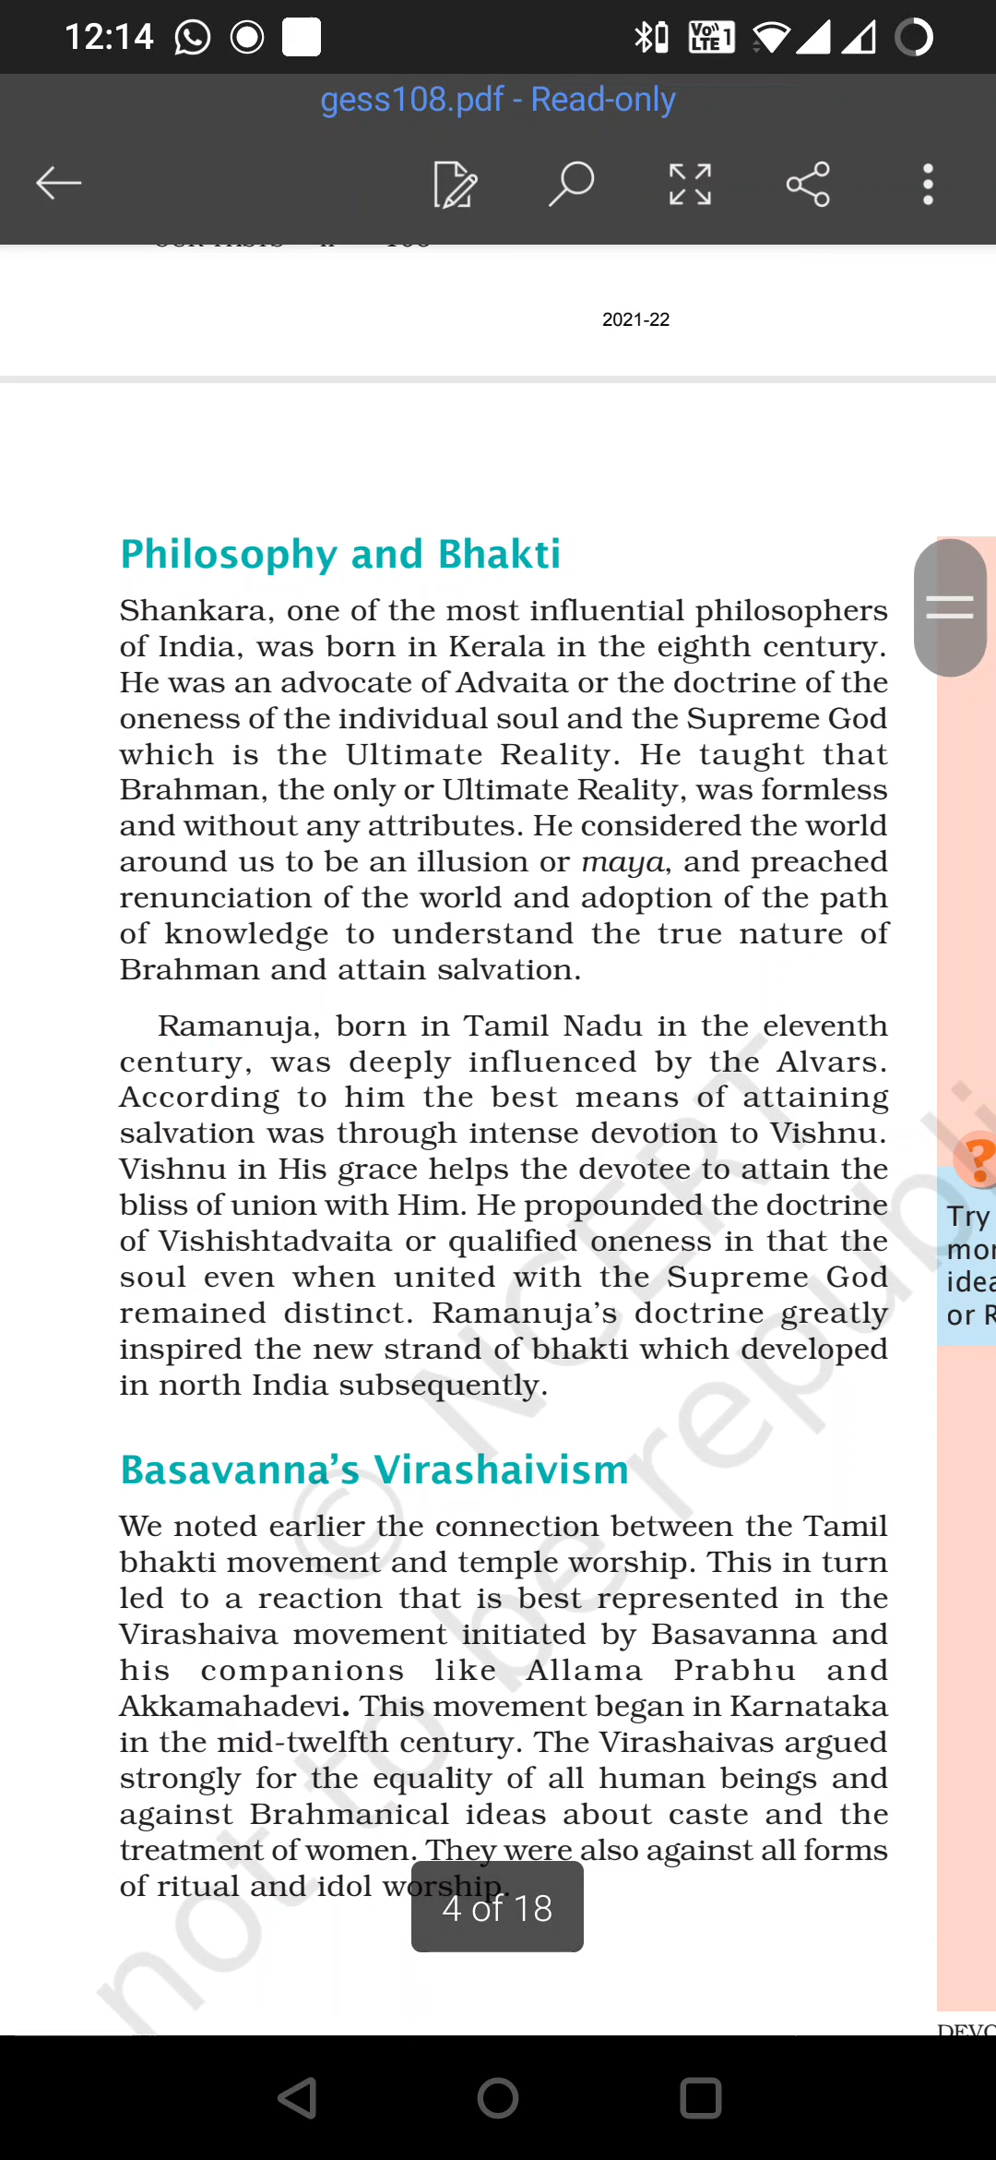 12:14
Vo)) LTE 1
gess108.pdf - Read-only
2021-22
Philosophy and Bhakti
Shankara, one of the most influential philosophers
of India, was born in Kerala in the eighth century.
He was an advocate of Advaita or the doctrine of the
oneness of the individual soul and the Supreme God
which is the Ultimate Reality. He taught that
Brahman, the only or Ultimate Reality, was formless
and without any attributes. He considered the world
around us to be an illusion or maya, and preached
renunciation of the world and adoption of the path
of knowledge to understand the true nature of
Brahman and attain salvation.
Ramanuja, born in Tamil Nadu in the eleventh
century, was deeply influenced by the Alvars.
According to him the best means of attaining
salvation was through intense devotion to Vishnu.
Vishnu in His grace helps the devotee to attain the
bliss of union with Him. He propounded the doctrine
of Vishishtadvaita or qualified oneness in that the
soul even when united with the Supreme God
remained distinct. Ramanuja's doctrine greatly
inspired the new strand of bhakti which developed
in north India subsequently.
?
Try
mor
idea
or R
Basavanna's Virashaivism
We noted earlier the connection between the Tamil
bhakti movement and temple worship. This in turn
led to a reaction that is best represented in the
Virashaiva movement initiated by Basavanna and
his companions like Allama Prabhu and
Akkamahadevi. This movement began in Karnataka
in the mid-twelfth century. The Virashaivas argued
strongly for the equality of all human beings and
against Brahmanical ideas about caste and the
treatment of women. They were also against all forms
of ritual and idol worship.
4 of 18
© NCERT
not to be republi